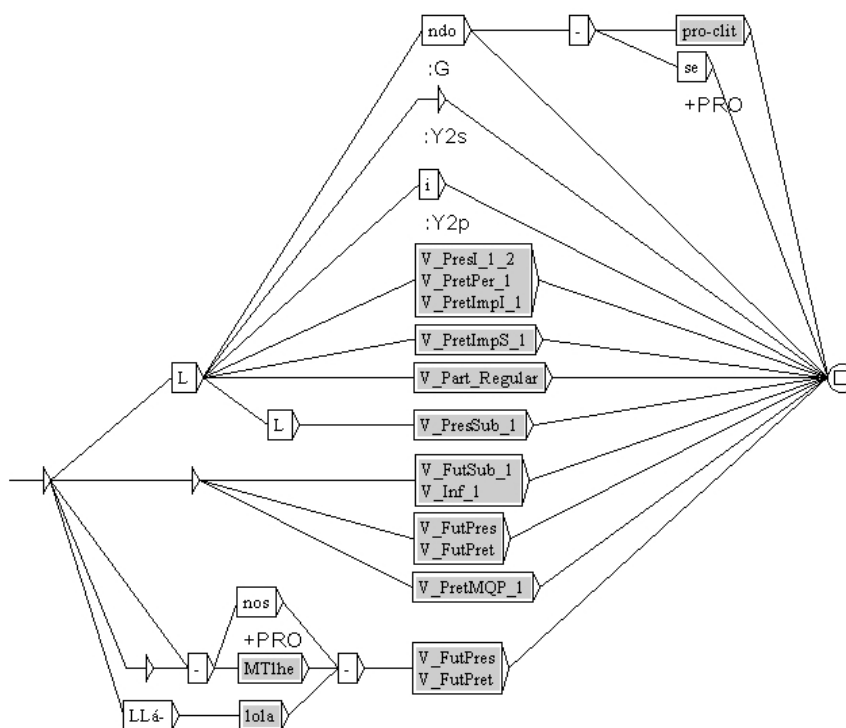 ndo
-
pro-clit
:G
se
+PRO
:Y2s
i
:Y2p
V_PresI_1_2
V_PretPer_1
V_PretImpI_1
V_PretImpS_1
L
V_Part_Regular
L
V_PresSub_1
V_FutSub_1
V_Inf_1
V_FutPres
V_FutPret
V_PretMQP_1
nos
+PRO
-
MTlhe
-
V_FutPres
V_FutPret
LLá-
lola